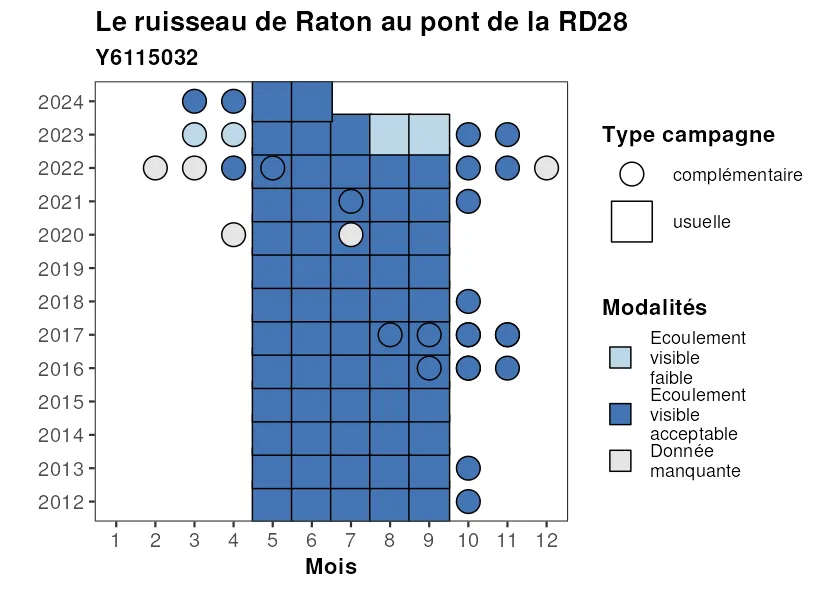 Le ruisseau de Raton au pont de la RD28
Y6115032
2024
2023
2022
2021
2020
2019
2018
2017
2016
2015
2014
2013
2012
1 2 3 4 5 6 7 8 9 10 11 12
Mois
Type campagne
complémentaire
usuelle
Modalités
Ecoulement
visible
faible
Ecoulement
visible
acceptable
Donnée
manquante